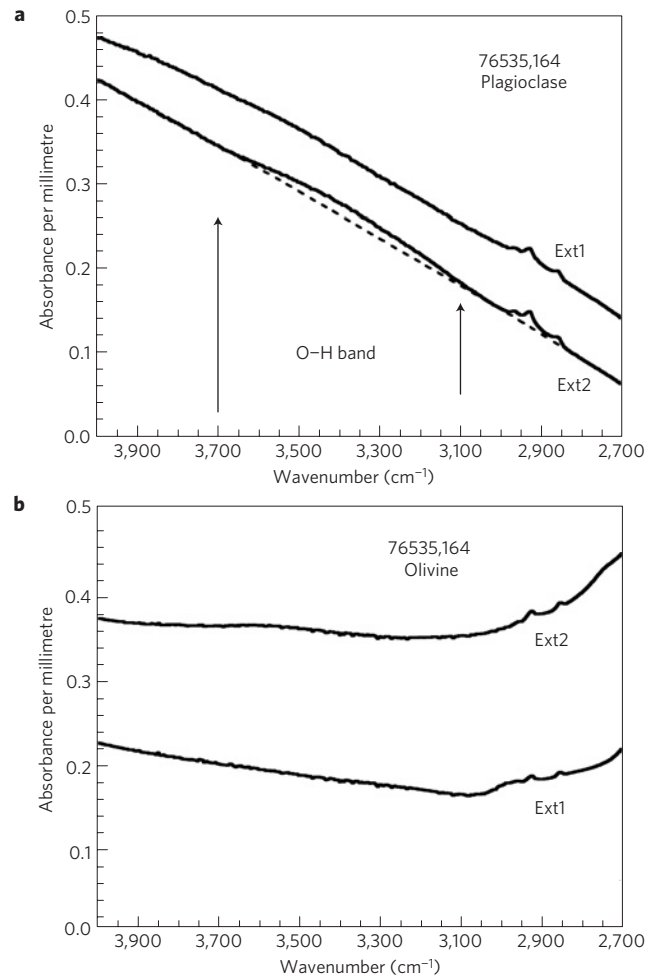 a
0.5
76535,164
Plagioclase
0.4
0.3
Absorbance per millimetre
0.2
Ext1
O–H band
0.1
Ext2
0.0
3,900 3,700 3,500 3,300 3,100 2,900 2,700
Wavenumber (cm⁻¹)
b
0.5
76535,164
Olivine
0.4
Ext2
0.3
Absorbance per millimetre
0.2
Ext1
0.1
0.0
3,900 3,700 3,500 3,300 3,100 2,900 2,700
Wavenumber (cm⁻¹)